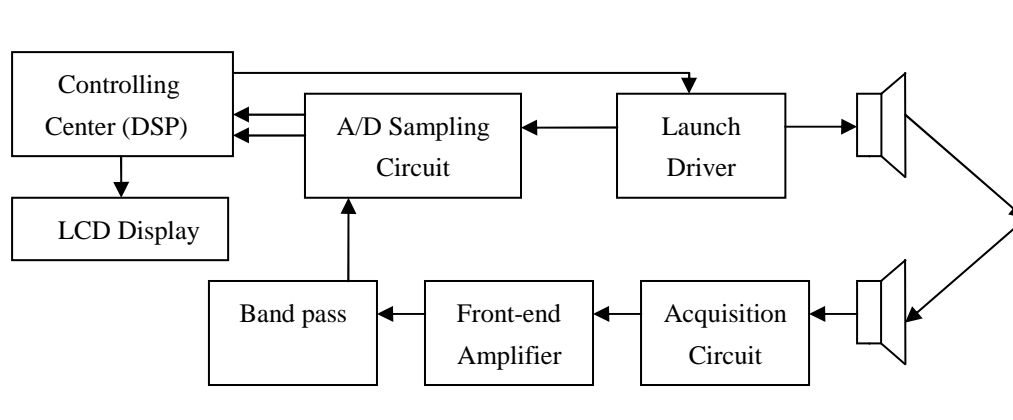 Controlling
Center (DSP)
A/D Sampling
Circuit
Launch
Driver
LCD Display
Band pass
Front-end
Amplifier
Acquisition
Circuit